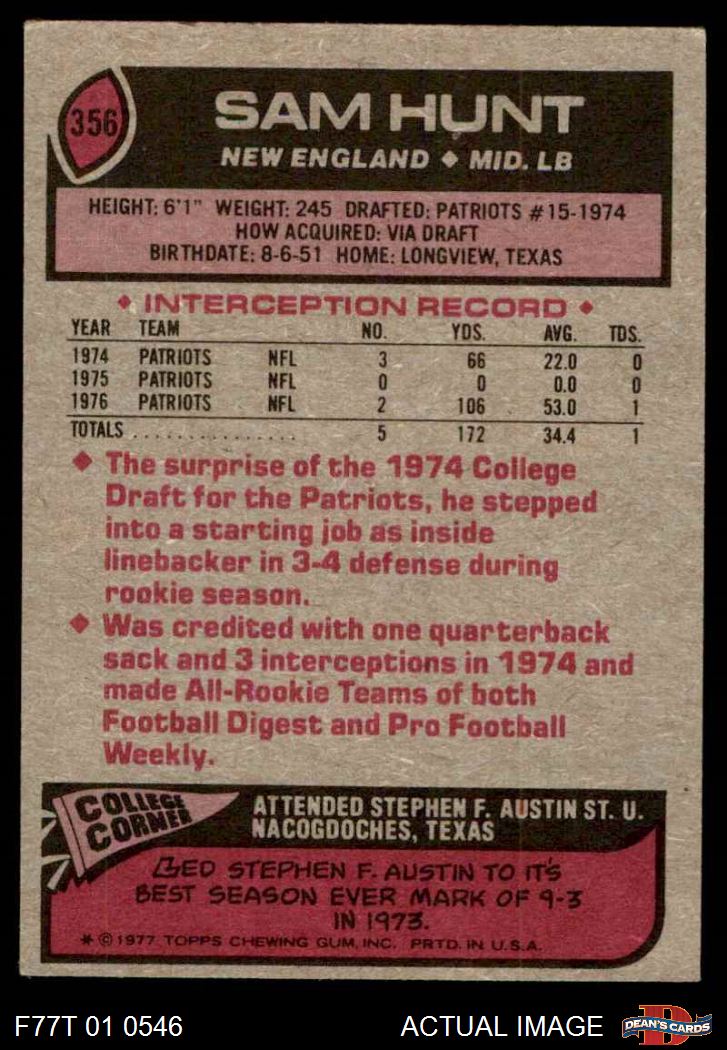 356
SAM HUNT
NEW ENGLAND ◆ MID. LB
HEIGHT: 6'1" WEIGHT: 245 DRAFTED: PATRIOTS #15-1974
HOW ACQUIRED: VIA DRAFT
BIRTHDATE: 8-6-51 HOME: LONGVIEW, TEXAS
◆ INTERCEPTION RECORD ◆
YEAR TEAM NO. YDS. AVG. TDS.
1974 PATRIOTS NFL 3 66 22.0 0
1975 PATRIOTS NFL 0 0 0.0 0
1976 PATRIOTS NFL 2 106 53.0 1
TOTALS ................ 5 172 34.4 1
◆ The surprise of the 1974 College
Draft for the Patriots, he stepped
into a starting job as inside
linebacker in 3-4 defense during
rookie season.
◆ Was credited with one quarterback
sack and 3 interceptions in 1974 and
made All-Rookie Teams of both
Football Digest and Pro Football
Weekly.
COLLEGE
CORNER
ATTENDED STEPHEN F. AUSTIN ST. U.
NACOGDOCHES, TEXAS
LED STEPHEN F. AUSTIN TO IT'S
BEST SEASON EVER MARK OF 9-3
IN 1973.
* © 1977 TOPPS CHEWING GUM, INC. PRTD. IN U.S.A.
F77T 01 0546
ACTUAL IMAGE
D
DEAN'S CARDS